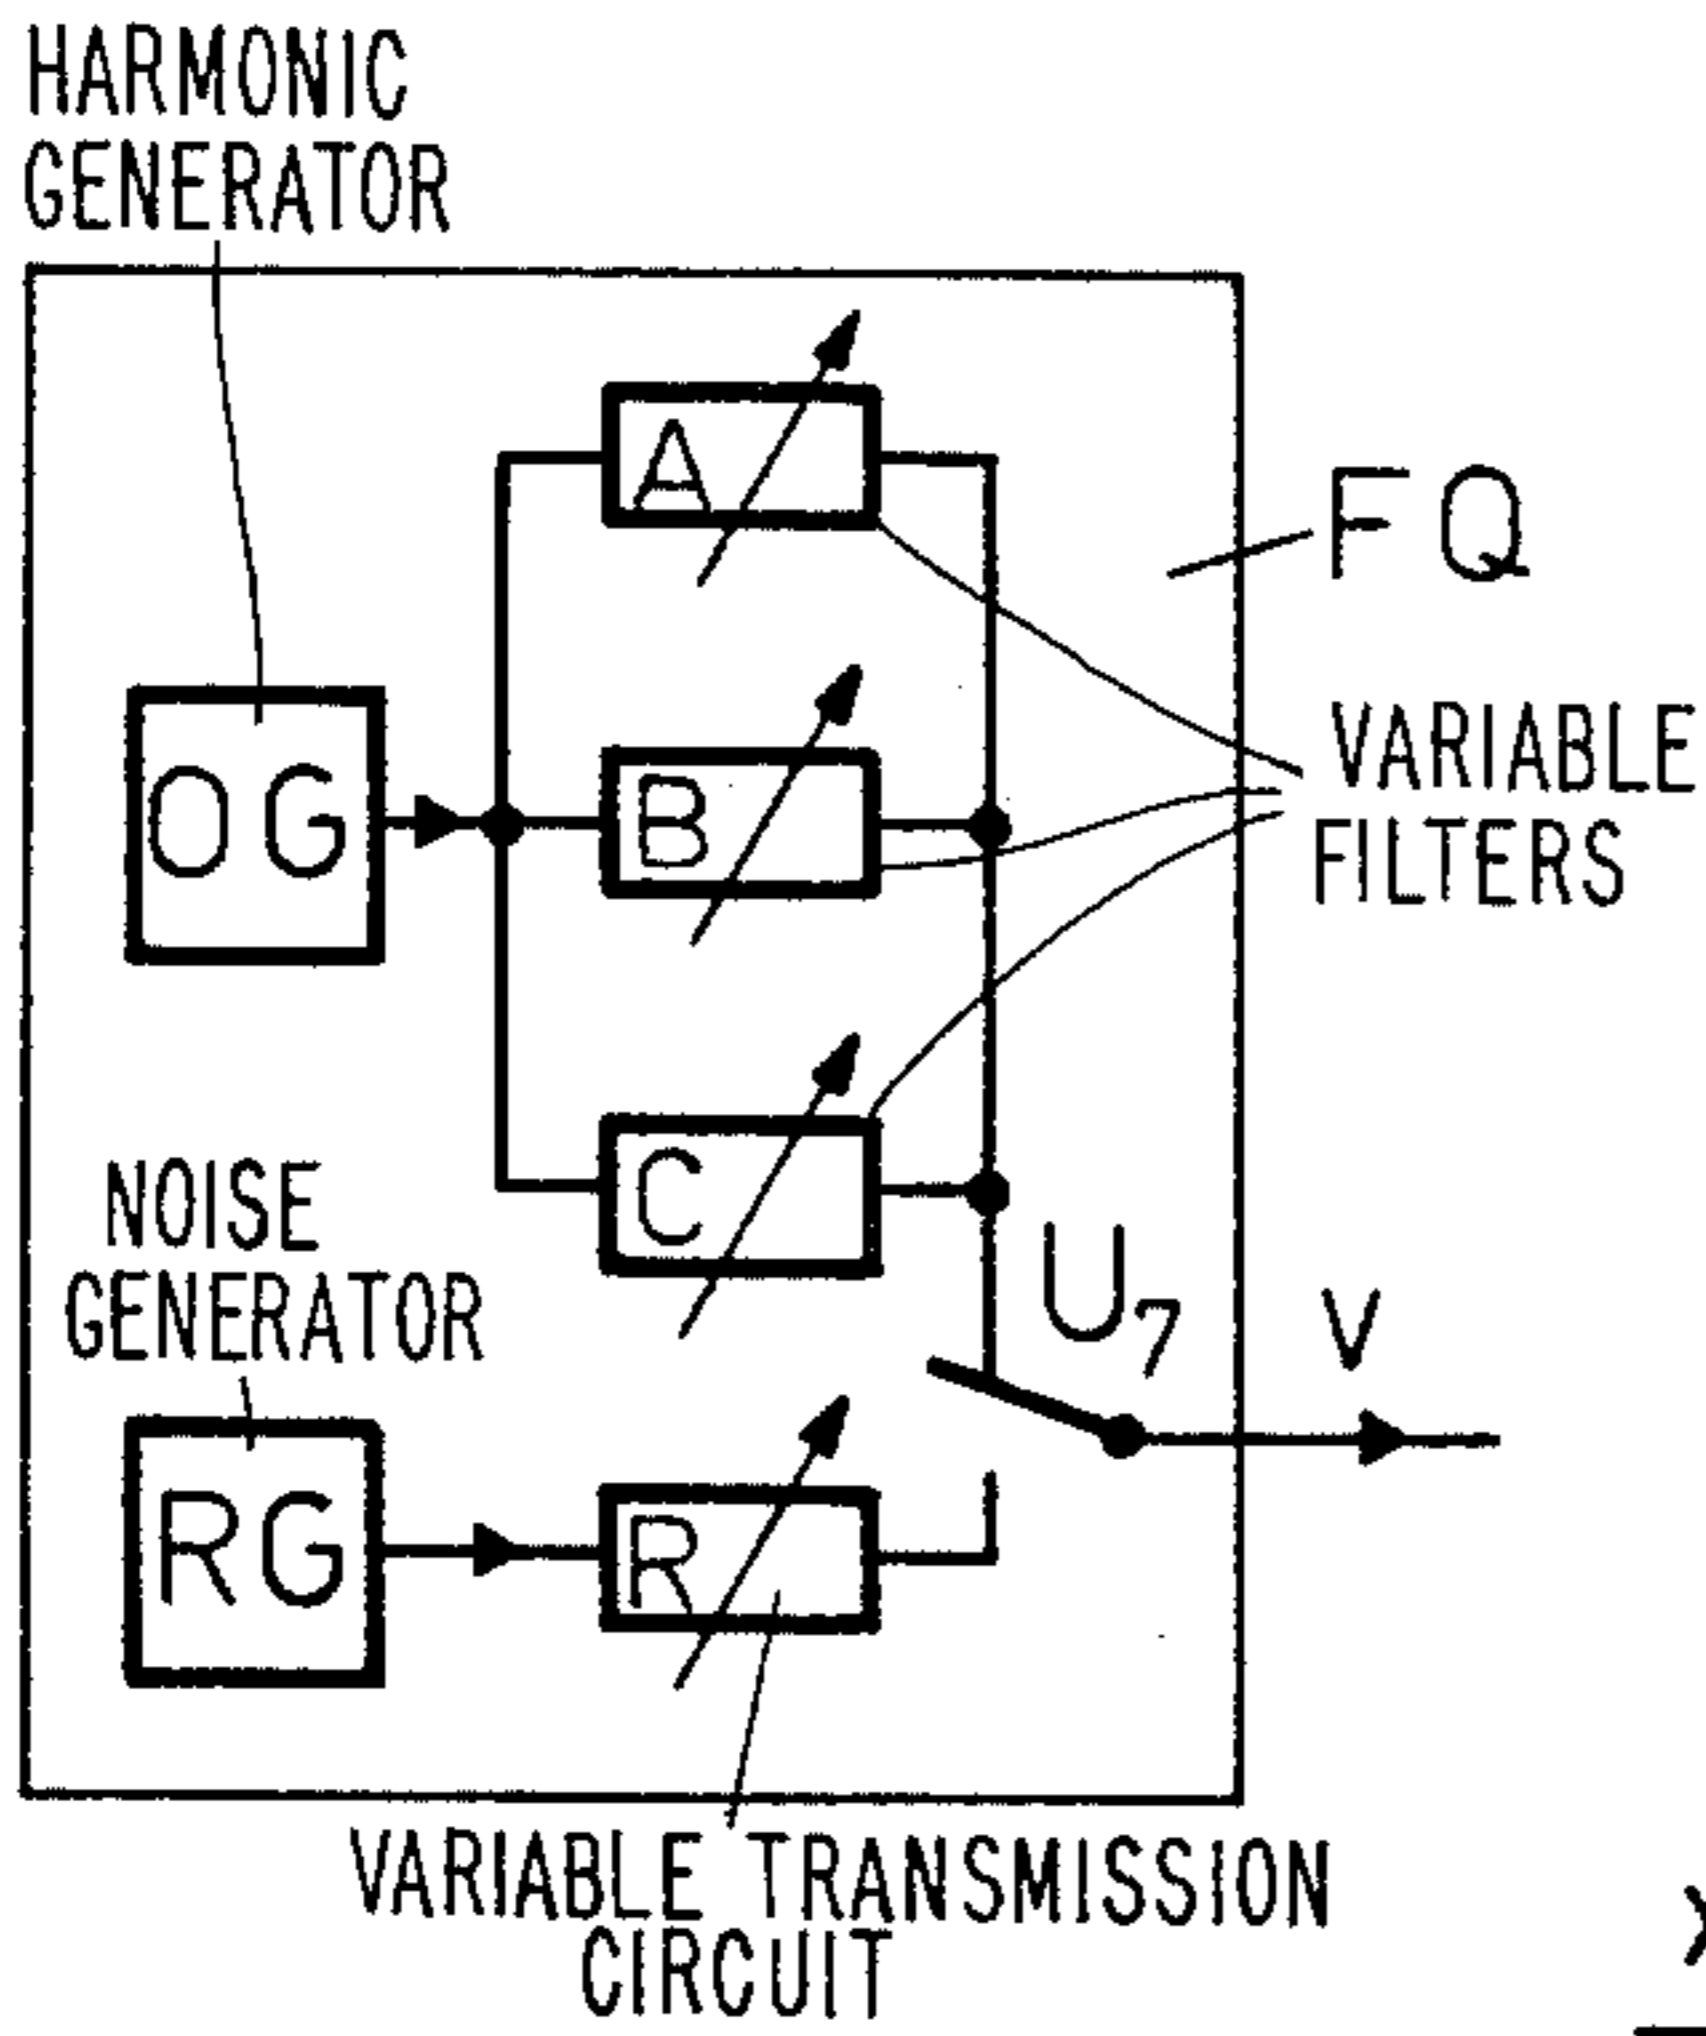 HARMONIC
GENERATOR
A
FQ
OG
B
VARIABLE
FILTERS
C
NOISE
GENERATOR
U7
V
RG
R
VARIABLE TRANSMISSION
CIRCUIT